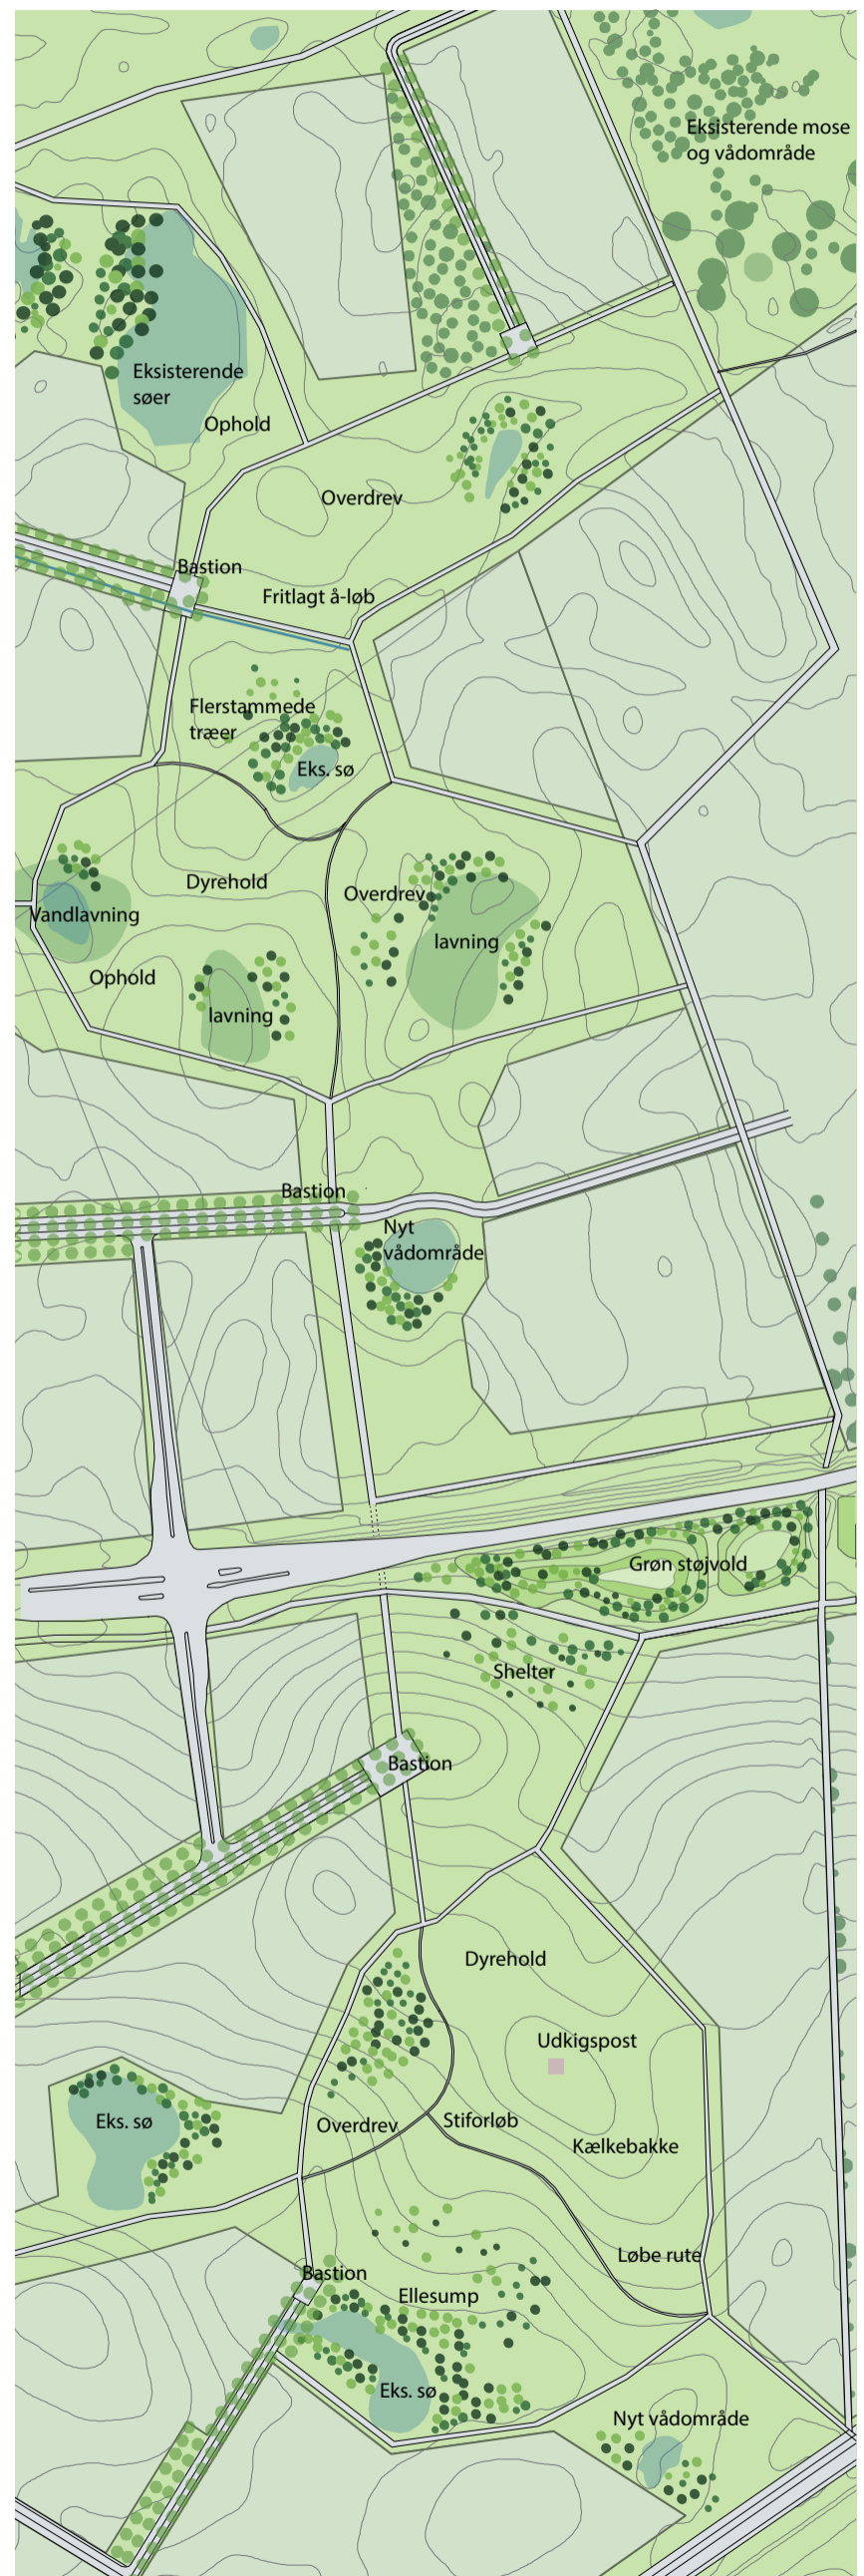 Eksisterende mose
og vådområde
Eksisterende
søer
Ophold
Overdrev
Bastion
Fritlagt å-løb
Flerstammede
træer
Eks. sø
Dyrehold
Overdrev
Vandlavning
lavning
Ophold
lavning
Bastion
Nyt
vådområde
Grøn støjvold
Shelter
Bastion
Dyrehold
Udkigspost
Eks. sø
Overdrev
Stiforløb
Kælkebakke
Løbe rute
Bastion
Ellesump
Eks. sø
Nyt vådområde